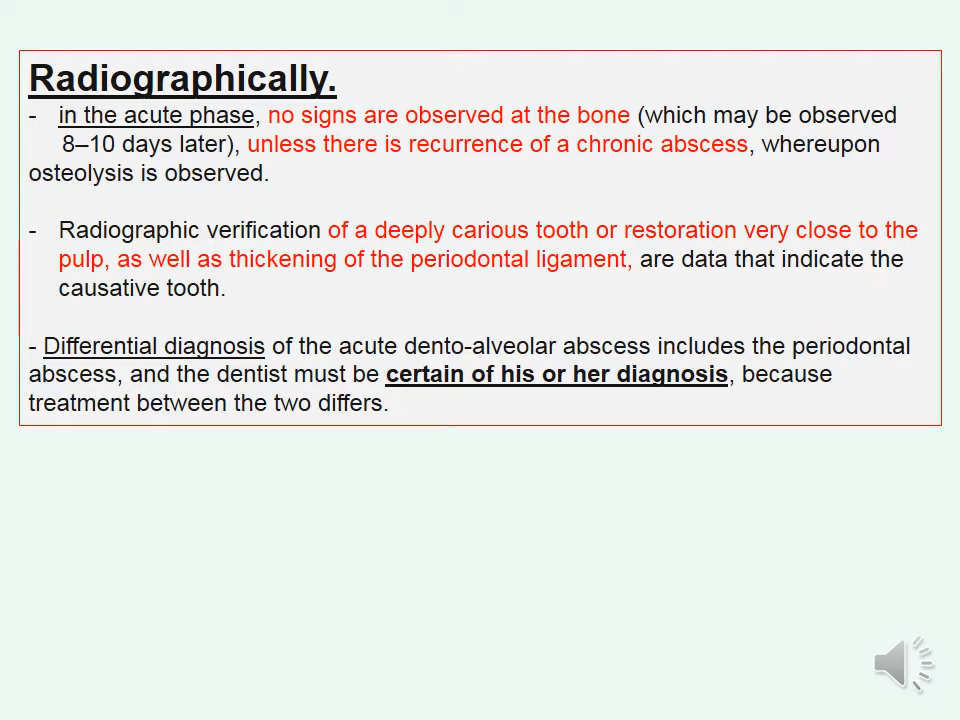 Radiographically.
- in the acute phase, no signs are observed at the bone (which may be observed
8–10 days later), unless there is recurrence of a chronic abscess, whereupon
osteolysis is observed.
- Radiographic verification of a deeply carious tooth or restoration very close to the
pulp, as well as thickening of the periodontal ligament, are data that indicate the
causative tooth.
- Differential diagnosis of the acute dento-alveolar abscess includes the periodontal
abscess, and the dentist must be certain of his or her diagnosis, because
treatment between the two differs.